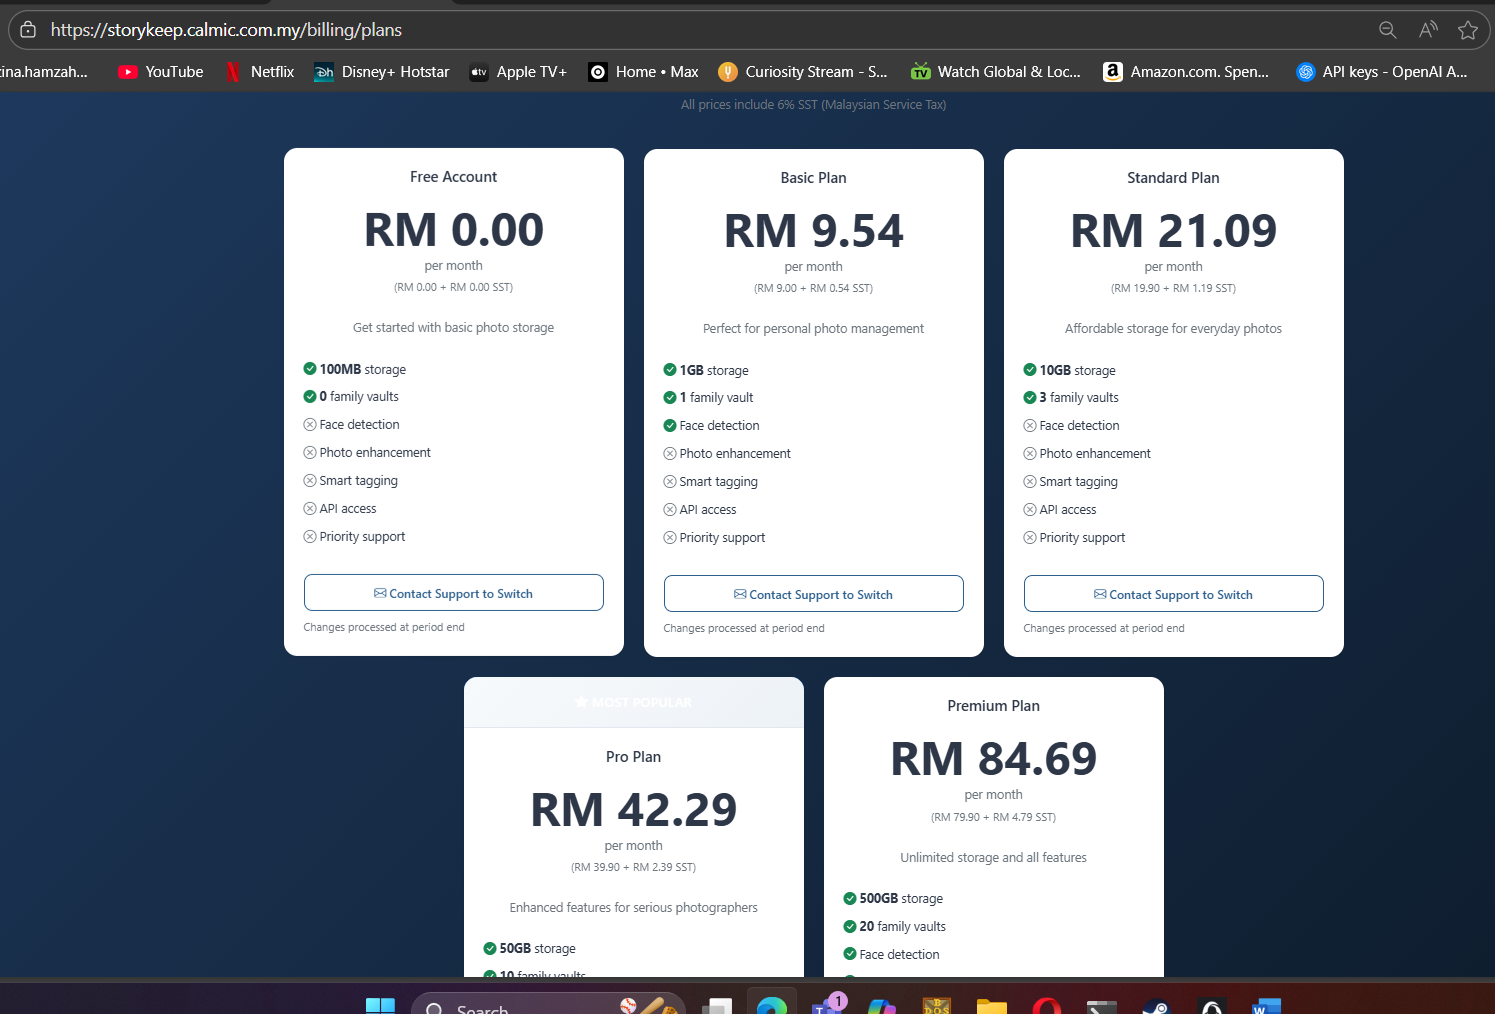 https://storykeep.calmic.com.my/billing/plans
zina.hamzah... YouTube Netflix Disney+ Hotstar Apple TV+ Home • Max Curiosity Stream - S... Watch Global & Loc... Amazon.com. Spen... API keys - OpenAI A...
All prices include 6% SST (Malaysian Service Tax)
Free Account
RM 0.00
per month
(RM 0.00 + RM 0.00 SST)
Get started with basic photo storage
100MB storage
0 family vaults
Face detection
Photo enhancement
Smart tagging
API access
Priority support
Contact Support to Switch
Changes processed at period end
Basic Plan
RM 9.54
per month
(RM 9.00 + RM 0.54 SST)
Perfect for personal photo management
1GB storage
1 family vault
Face detection
Photo enhancement
Smart tagging
API access
Priority support
Contact Support to Switch
Changes processed at period end
Standard Plan
RM 21.09
per month
(RM 19.90 + RM 1.19 SST)
Affordable storage for everyday photos
10GB storage
3 family vaults
Face detection
Photo enhancement
Smart tagging
API access
Priority support
Contact Support to Switch
Changes processed at period end
MOST POPULAR
Pro Plan
RM 42.29
per month
(RM 39.90 + RM 2.39 SST)
Enhanced features for serious photographers
50GB storage
10 family vaults
Premium Plan
RM 84.69
per month
(RM 79.90 + RM 4.79 SST)
Unlimited storage and all features
500GB storage
20 family vaults
Face detection
Search
1